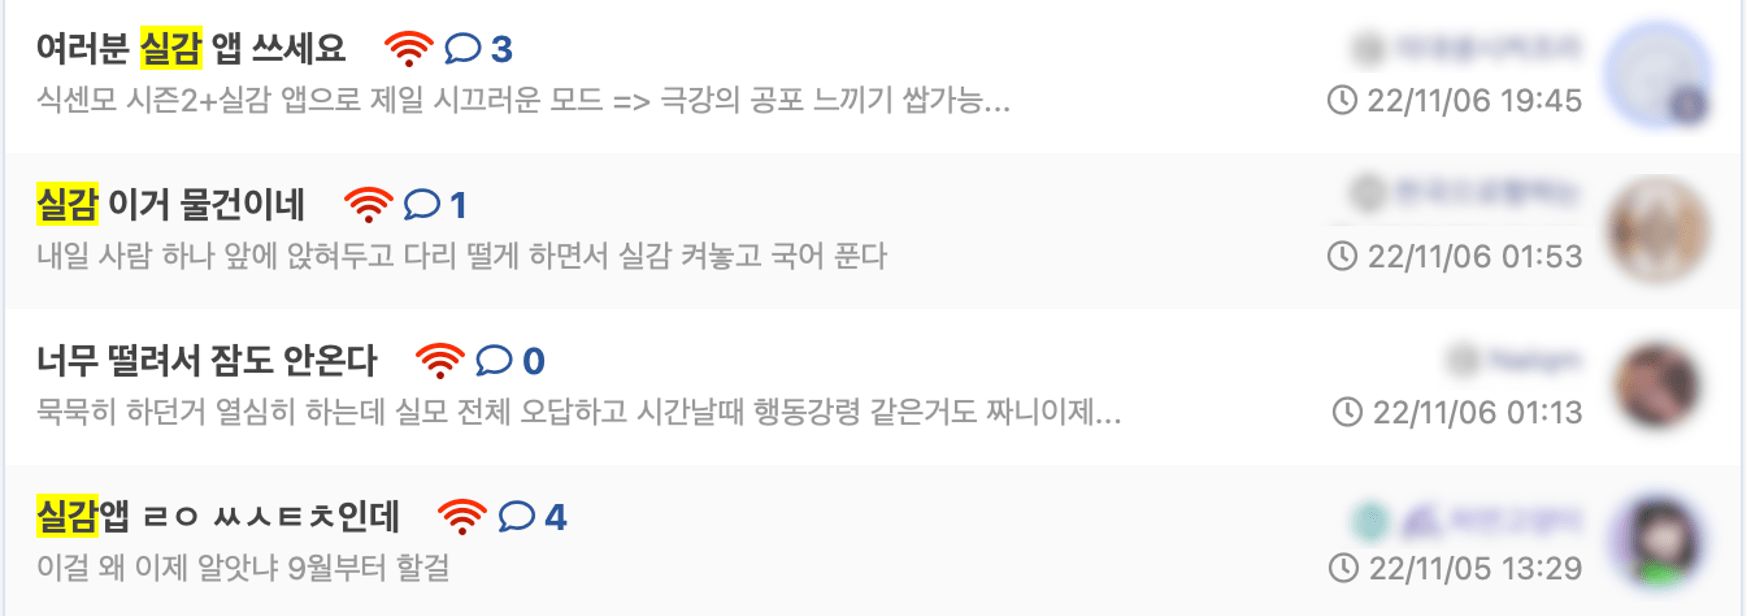 여러분 실감 앱 쓰세요 3
식센모 시즌2+실감 앱으로 제일 시끄러운 모드 => 극강의 공포 느끼기 쌉가능...
22/11/06 19:45
실감 이거 물건이네 1
내일 사람 하나 앞에 앉혀두고 다리 떨게 하면서 실감 켜놓고 국어 푼다
22/11/06 01:53
너무 떨려서 잠도 안온다 0
묵묵히 하던거 열심히 하는데 실모 전체 오답하고 시간날때 행동강령 같은거도 짜니이제...
22/11/06 01:13
실감앱 ㄹㅇ ㅆㅅㅌㅊ인데 4
이걸 왜 이제 알앗냐 9월부터 할걸
22/11/05 13:29